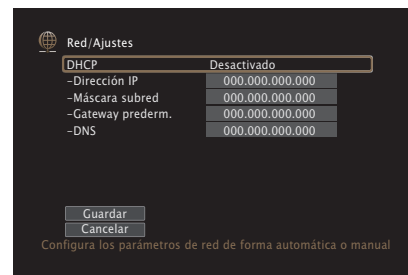 Red/Ajustes
DHCP Desactivado
-Dirección IP 000.000.000.000
-Máscara subred 000.000.000.000
-Gateway prederm. 000.000.000.000
-DNS 000.000.000.000
Guardar
Cancelar
Configura los parámetros de red de forma automática o manual